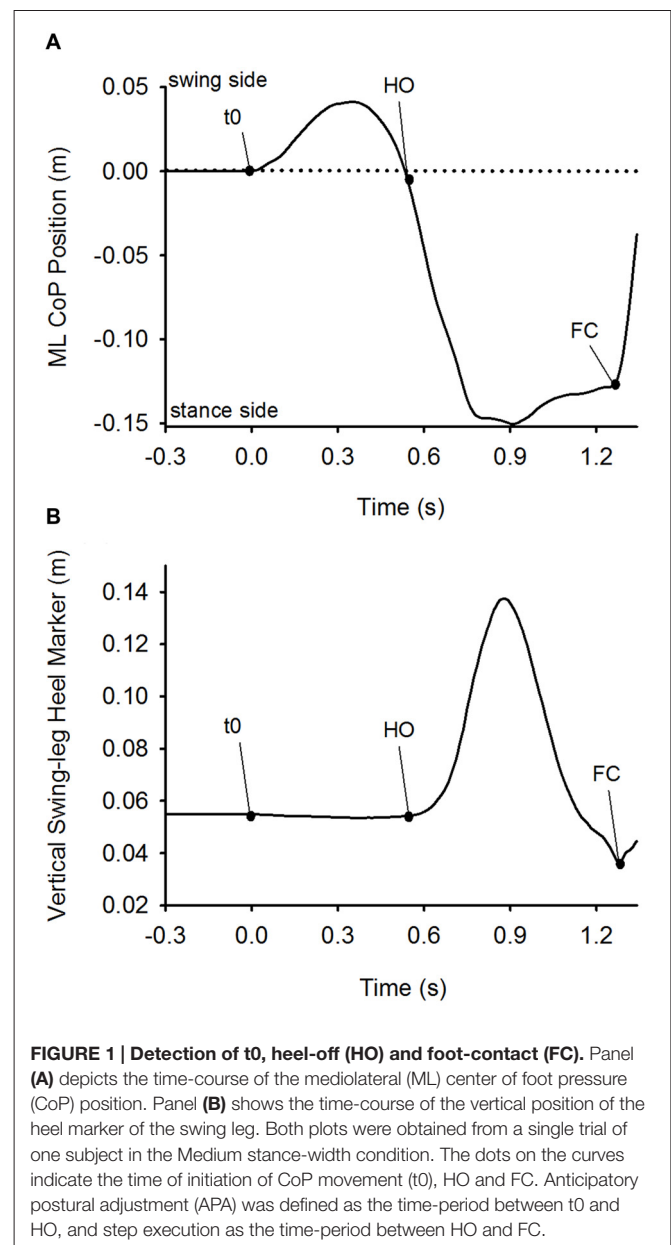 A
0.05
swing side
HO
t0
0.00
-0.05
-0.10
FC
-0.15
stance side
ML CoP Position (m)
-0.3 0.0 0.3 0.6 0.9 1.2
Time (s)
B
0.14
0.12
0.10
0.08
t0
HO
FC
0.06
0.04
0.02
Vertical Swing-leg Heel Marker (m)
-0.3 0.0 0.3 0.6 0.9 1.2
Time (s)
FIGURE 1 | Detection of t0, heel-off (HO) and foot-contact (FC). Panel
(A) depicts the time-course of the mediolateral (ML) center of foot pressure
(CoP) position. Panel (B) shows the time-course of the vertical position of the
heel marker of the swing leg. Both plots were obtained from a single trial of
one subject in the Medium stance-width condition. The dots on the curves
indicate the time of initiation of CoP movement (t0), HO and FC. Anticipatory
postural adjustment (APA) was defined as the time-period between t0 and
HO, and step execution as the time-period between HO and FC.